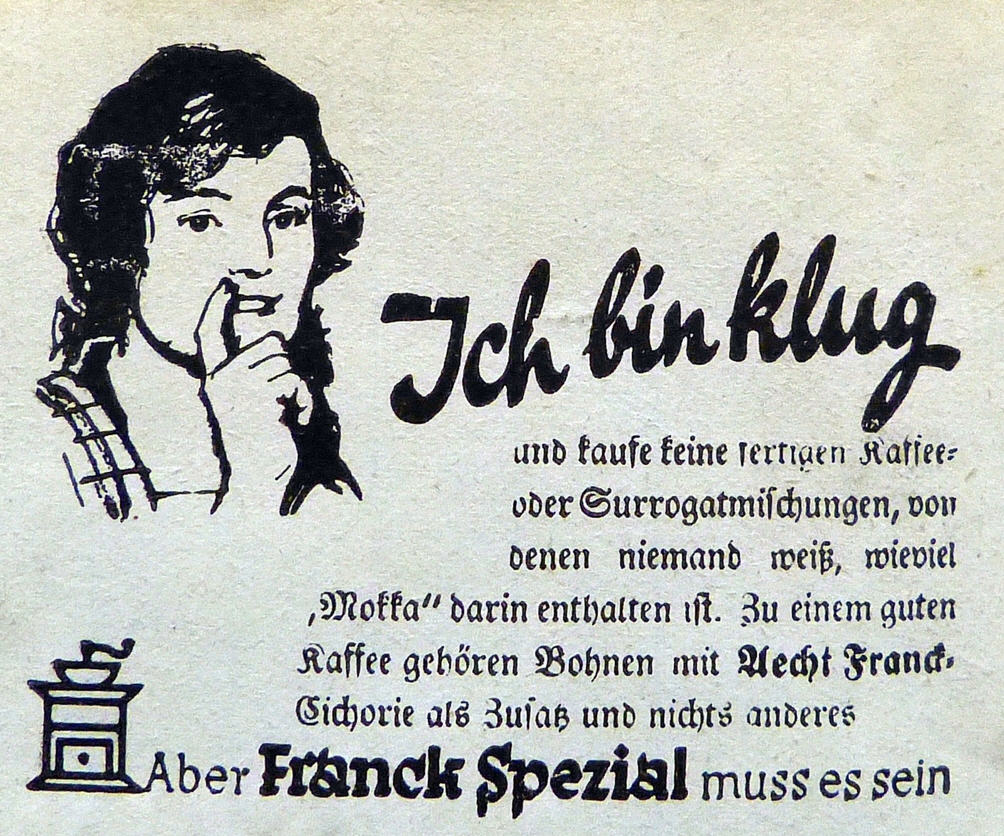 Ich bin klug
und kaufe keine fertigen Kaffee-
oder Surrogatmischungen, von
denen niemand weiß, wieviel
„Mokka“ darin enthalten ist. Zu einem guten
Kaffee gehören Bohnen mit Aecht Franck-
Cichorie als Zusatz und nichts anderes
Aber Franck Spezial muss es sein